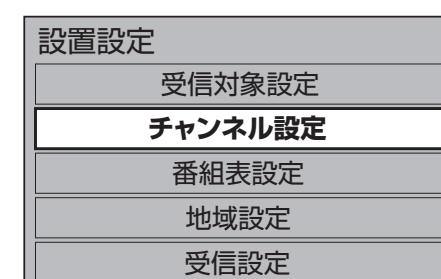 設置設定
受信対象設定
チャンネル設定
番組表設定
地域設定
受信設定